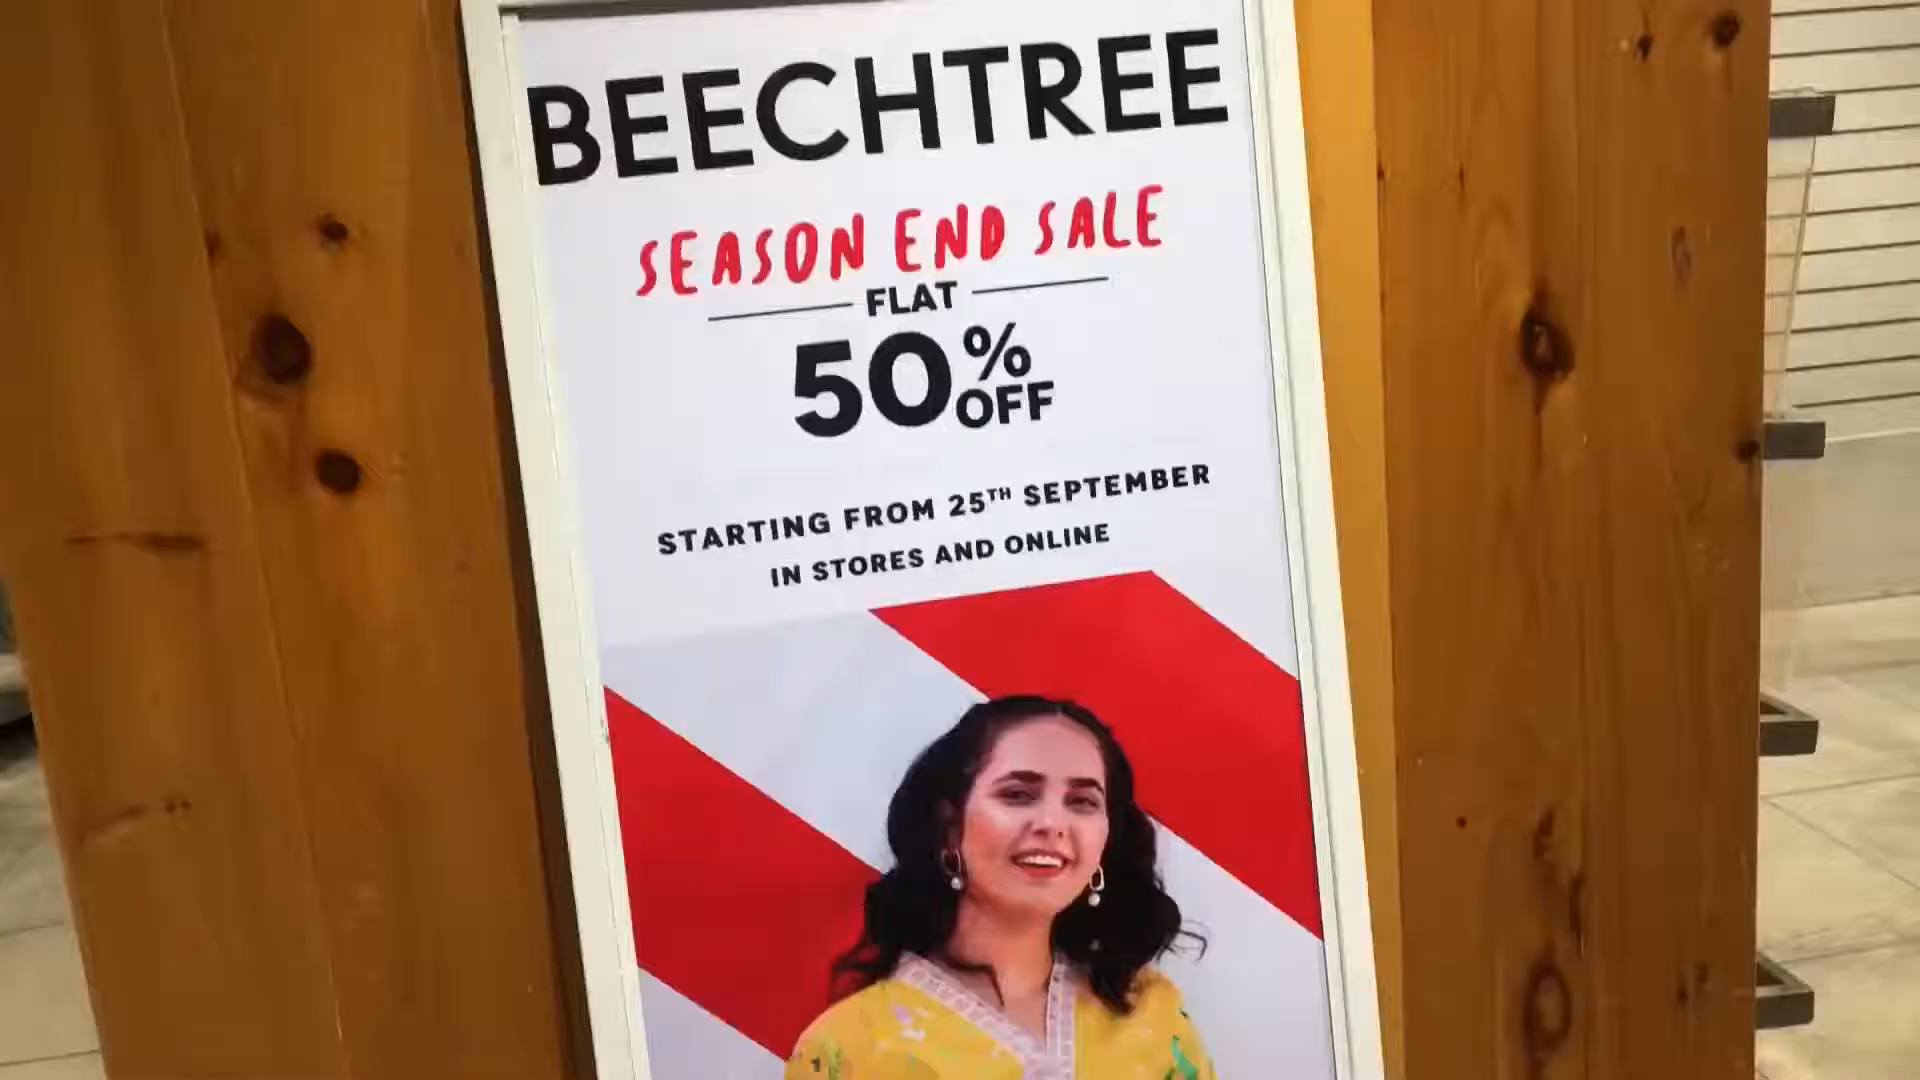 BEECHTREE
SEASON END SALE
FLAT
50%
OFF
STARTING FROM 25TH SEPTEMBER
IN STORES AND ONLINE